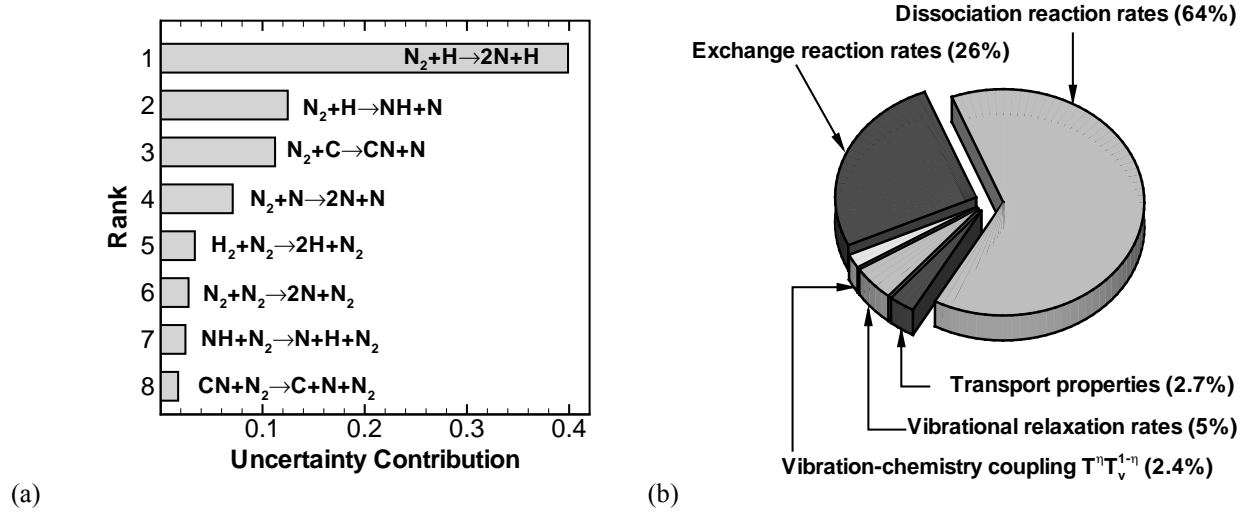 1
2
3
4
5
6
7
8
Rank
N₂+H→2N+H
N₂+H→NH+N
N₂+C→CN+N
N₂+N→2N+N
H₂+N₂→2H+N₂
N₂+N₂→2N+N₂
NH+N₂→N+H+N₂
CN+N₂→C+N+N₂
0.1 0.2 0.3 0.4
Uncertainty Contribution
(a)
Dissociation reaction rates (64%)
Exchange reaction rates (26%)
Transport properties (2.7%)
Vibrational relaxation rates (5%)
Vibration-chemistry coupling TᵑTᵥ¹⁻ᵑ (2.4%)
(b)